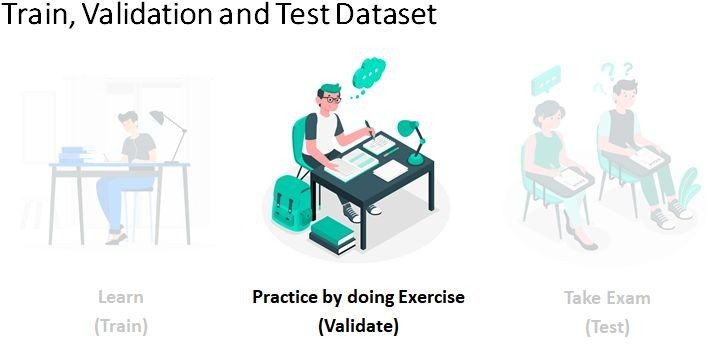 Train, Validation and Test Dataset
Learn
(Train)
Practice by doing Exercise
(Validate)
Take Exam
(Test)